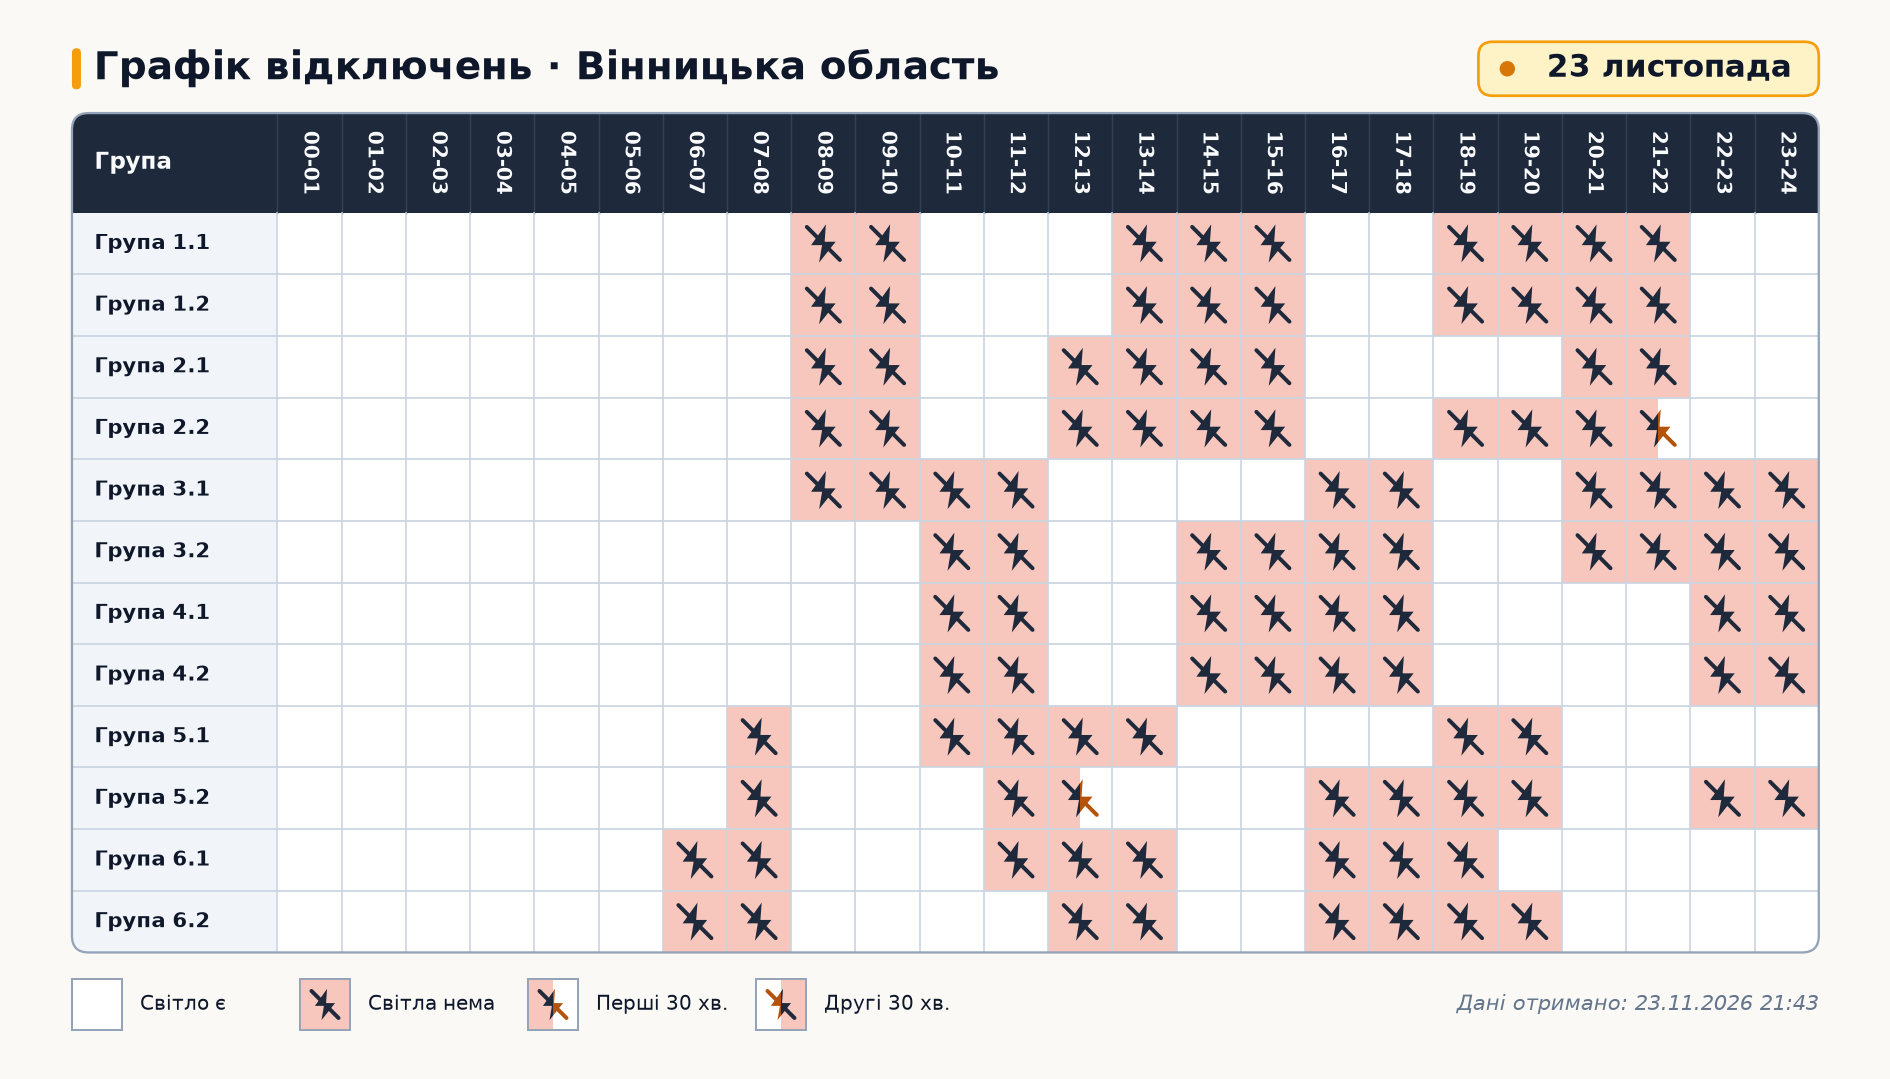 Графік відключень · Вінницька область
23 листопада
Група 00-01 01-02 02-03 03-04 04-05 05-06 06-07 07-08 08-09 09-10 10-11 11-12 12-13 13-14 14-15 15-16 16-17 17-18 18-19 19-20 20-21 21-22 22-23 23-24
Група 1.1
Група 1.2
Група 2.1
Група 2.2
Група 3.1
Група 3.2
Група 4.1
Група 4.2
Група 5.1
Група 5.2
Група 6.1
Група 6.2
Світло є Світла нема Перші 30 хв. Другі 30 хв. Дані отримано: 23.11.2026 21:43